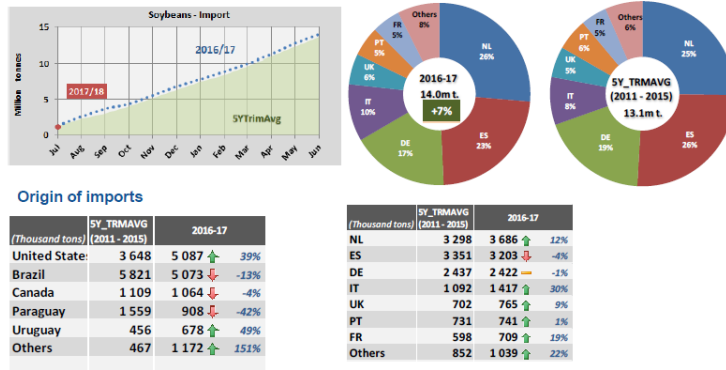 Soybeans - Import
Million tonnes
15
10
5
0
2016/17
2017/18
5YTrimAvg
Jul Aug Sep Oct Nov Dec Jan Feb Mar Apr May Jun
Others 8%
FR 5%
PT 5%
UK 6%
IT 10%
DE 17%
ES 23%
NL 26%
2016-17
14.0m t.
+7%
Others 6%
FR 5%
PT 6%
UK 5%
IT 8%
DE 19%
ES 26%
NL 25%
5Y_TRMAVG
(2011 - 2015)
13.1m t.
Origin of imports
(Thousand tons) 5Y_TRMAVG (2011 - 2015) 2016-17
United States 3 648 5 087 39%
Brazil 5 821 5 073 -13%
Canada 1 109 1 064 -4%
Paraguay 1 559 908 -42%
Uruguay 456 678 49%
Others 467 1 172 151%
(Thousand tons) 5Y_TRMAVG (2011 - 2015) 2016-17
NL 3 298 3 686 12%
ES 3 351 3 203 -4%
DE 2 437 2 422 -1%
IT 1 092 1 417 30%
UK 702 765 9%
PT 731 741 1%
FR 598 709 19%
Others 852 1 039 22%